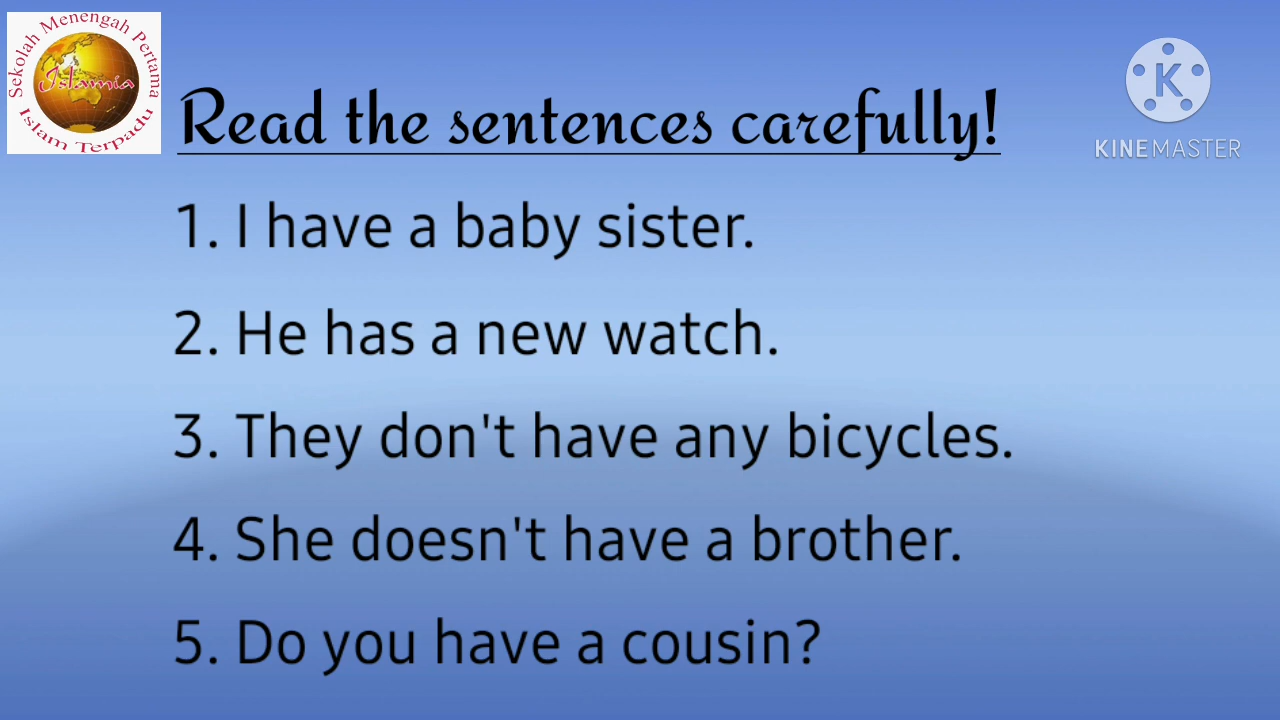 Sekolah Menengah Pertama
Islamia
Islam Terpadu
Read the sentences carefully!
K
KINEMASTER
1. I have a baby sister.
2. He has a new watch.
3. They don't have any bicycles.
4. She doesn't have a brother.
5. Do you have a cousin?